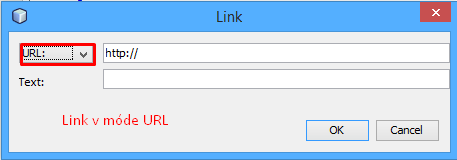 Link
URL: http://
Text:
Link v móde URL
OK Cancel